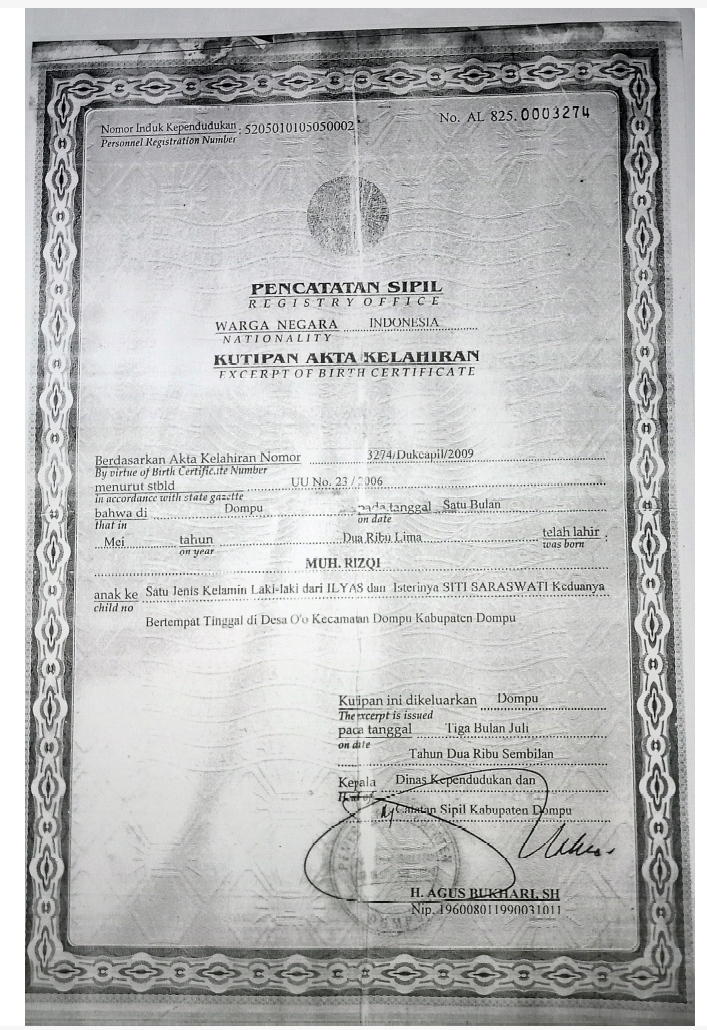 Nomor Induk Kependudukan : 5205010105050002
Personnel Registration Number
No. AL 825.0003274
PENCATATAN SIPIL
REGISTRY OFFICE
WARGA NEGARA INDONESIA
NATIONALITY
KUTIPAN AKTA KELAHIRAN
EXCERPT OF BIRTH CERTIFICATE
Berdasarkan Akta Kelahiran Nomor 3274/Dukcapil/2009
By virtue of Birth Certificate Number
menurut stbld UU No. 23 / 2006
in accordance with state gazette
bahwa di Dompu pada tanggal Satu Bulan
that in on date
Mei tahun Dua Ribu Lima telah lahir :
on year was born
MUH. RIZQI
anak ke Satu Jenis Kelamin Laki-laki dari ILYAS dan Isterinya SITI SARASWATI Keduanya
child no
Bertempat Tinggal di Desa O'o Kecamatan Dompu Kabupaten Dompu
Kutipan ini dikeluarkan Dompu
The excerpt is issued
pada tanggal Tiga Bulan Juli
on date
Tahun Dua Ribu Sembilan
Kepala Dinas Kependudukan dan
Head of
Catatan Sipil Kabupaten Dompu
H. AGUS BUKHARI, SH
Nip. 196008011990031011